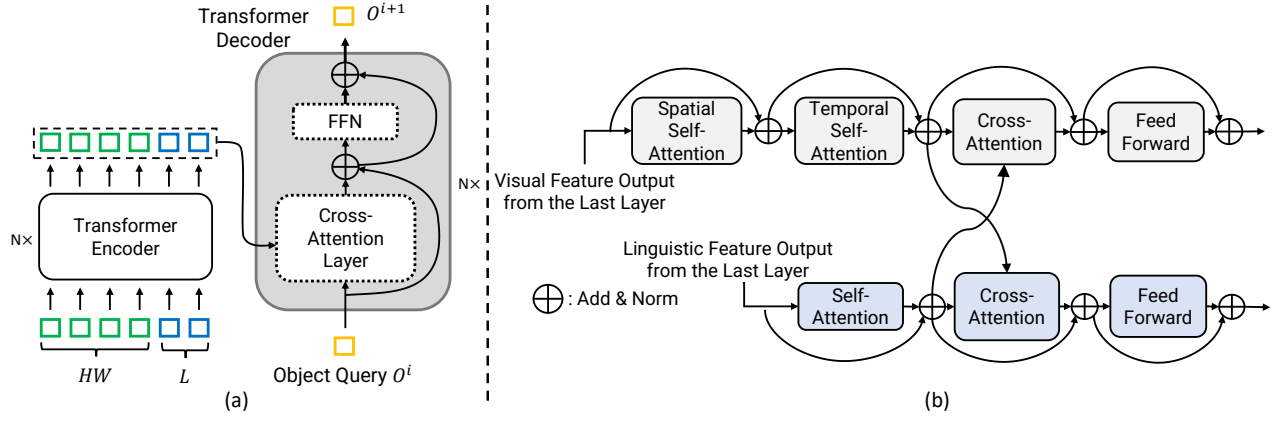 Transformer
Decoder
O^{i+1}
FFN
N×
Cross-
Attention
Layer
N×
Transformer
Encoder
HW
L
Object Query O^i
(a)
Spatial
Self-
Attention
Temporal
Self-
Attention
Cross-
Attention
Feed
Forward
Visual Feature Output
from the Last Layer
Linguistic Feature Output
from the Last Layer
: Add & Norm
Self-
Attention
Cross-
Attention
Feed
Forward
(b)